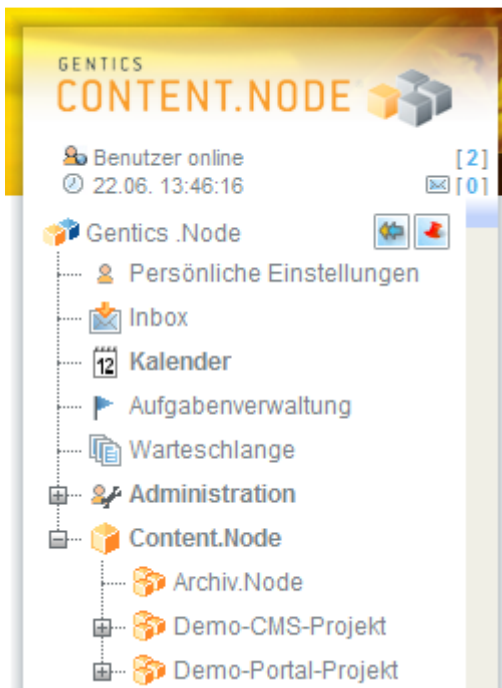 GENTICS
CONTENT.NODE
Benutzer online [2]
22.06. 13:46:16 [0]
Gentics .Node
Persönliche Einstellungen
Inbox
12 Kalender
Aufgabenverwaltung
Warteschlange
Administration
Content.Node
Archiv.Node
Demo-CMS-Projekt
Demo-Portal-Projekt